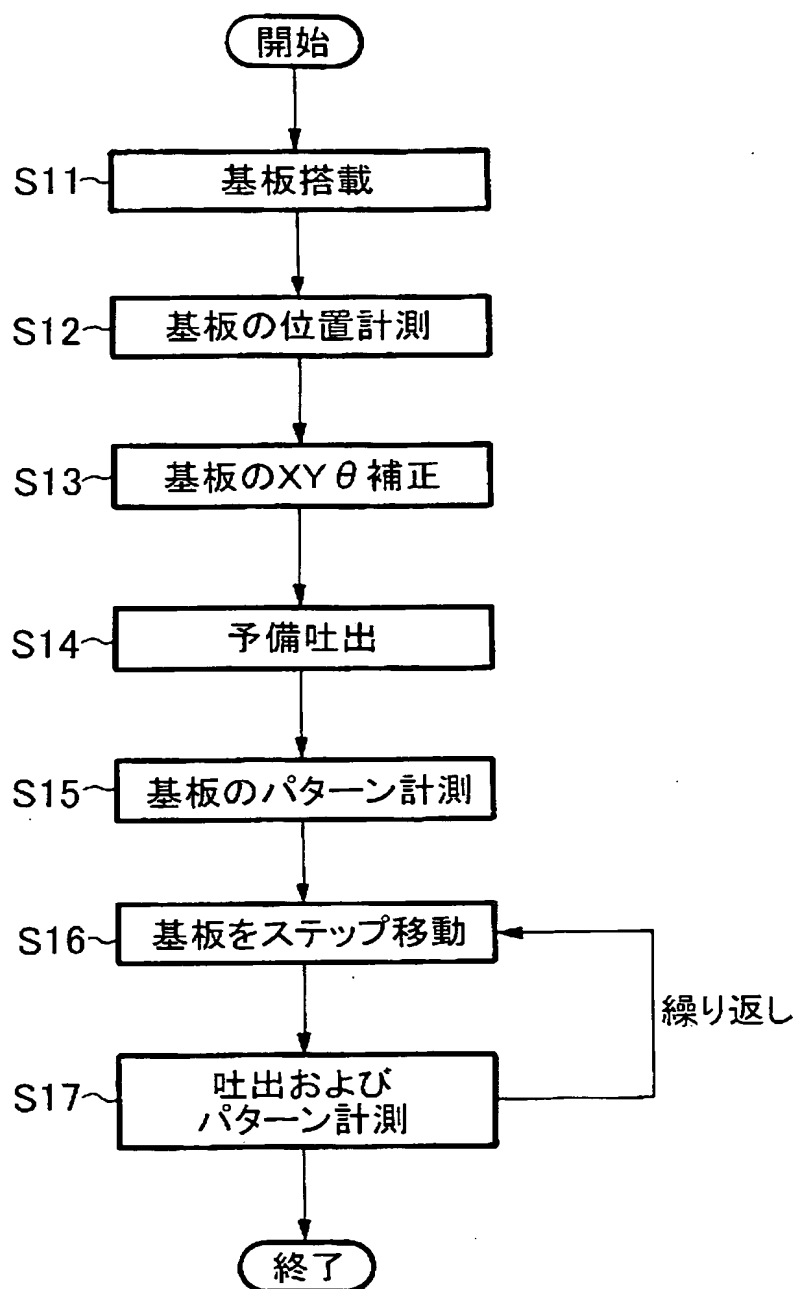 開始
S11 基板搭載
S12 基板の位置計測
S13 基板のXYθ補正
S14 予備吐出
S15 基板のパターン計測
S16 基板をステップ移動
繰り返し
S17 吐出および
パターン計測
終了